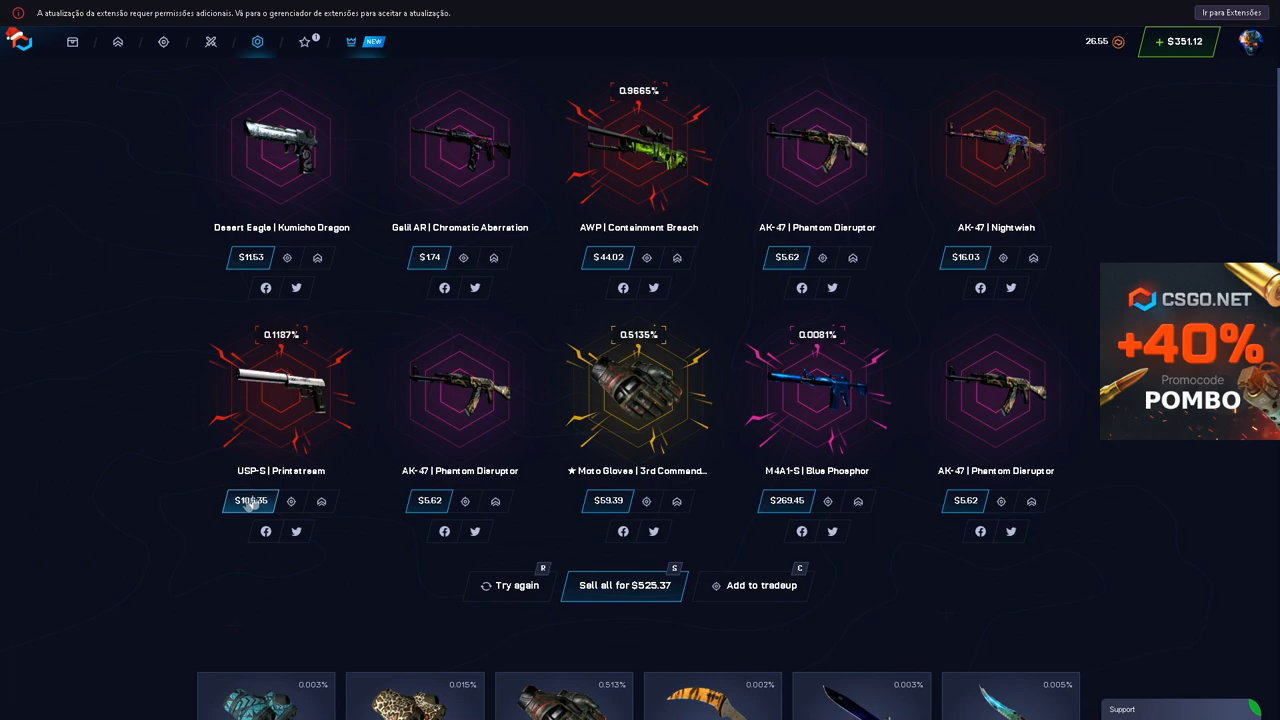 A atualização da extensão requer permissões adicionais. Vá para o gerenciador de extensões para aceitar a atualização.
Ir para Extensões
1
NEW
26.55
+ $351.12
0.9665%
Desert Eagle | Kumicho Dragon
Galil AR | Chromatic Aberration
AWP | Containment Breach
AK-47 | Phantom Disruptor
AK-47 | Nightwish
$11.53
$1.74
$44.02
$5.62
$16.03
0.1187%
0.5135%
0.0081%
USP-S | Printstream
AK-47 | Phantom Disruptor
★ Moto Gloves | 3rd Command...
M4A1-S | Blue Phosphor
AK-47 | Phantom Disruptor
$5.62
$59.39
$269.45
$5.62
R
S
C
Try again
Sell all for $525.37
Add to tradeup
CSGO.NET
+40%
Promocode
POMBO
0.003%
0.015%
0.513%
0.002%
0.003%
0.005%
Support